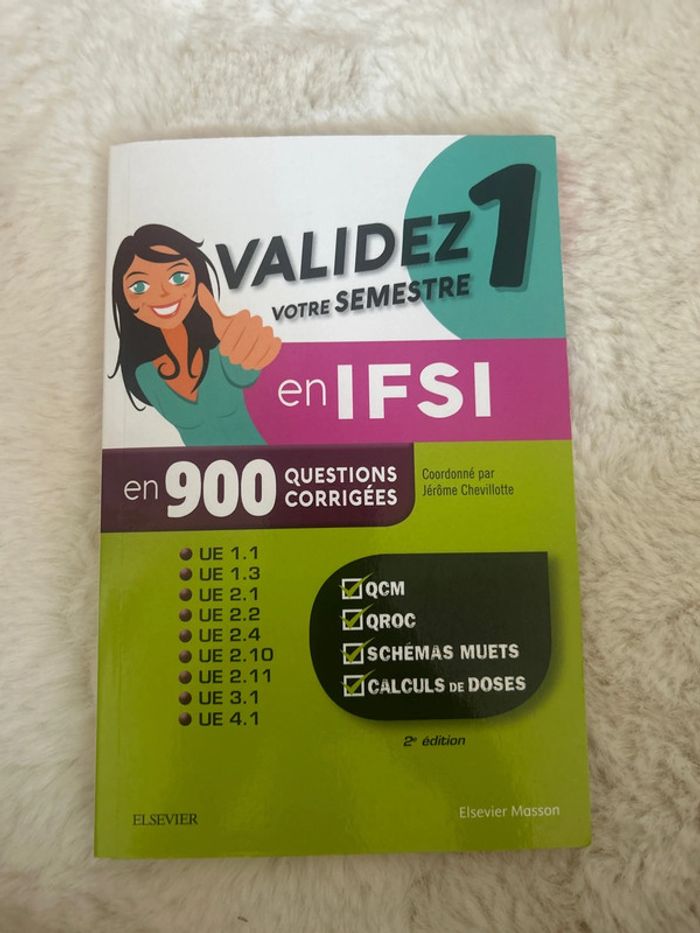 VALIDEZ 1
VOTRE SEMESTRE
en IFSI
en 900 QUESTIONS
CORRIGÉES
Coordonné par
Jérôme Chevillotte
UE 1.1
UE 1.3
UE 2.1
UE 2.2
UE 2.4
UE 2.10
UE 2.11
UE 3.1
UE 4.1
QCM
QROC
SCHÉMAS MUETS
CALCULS DE DOSES
2e édition
ELSEVIER
Elsevier Masson